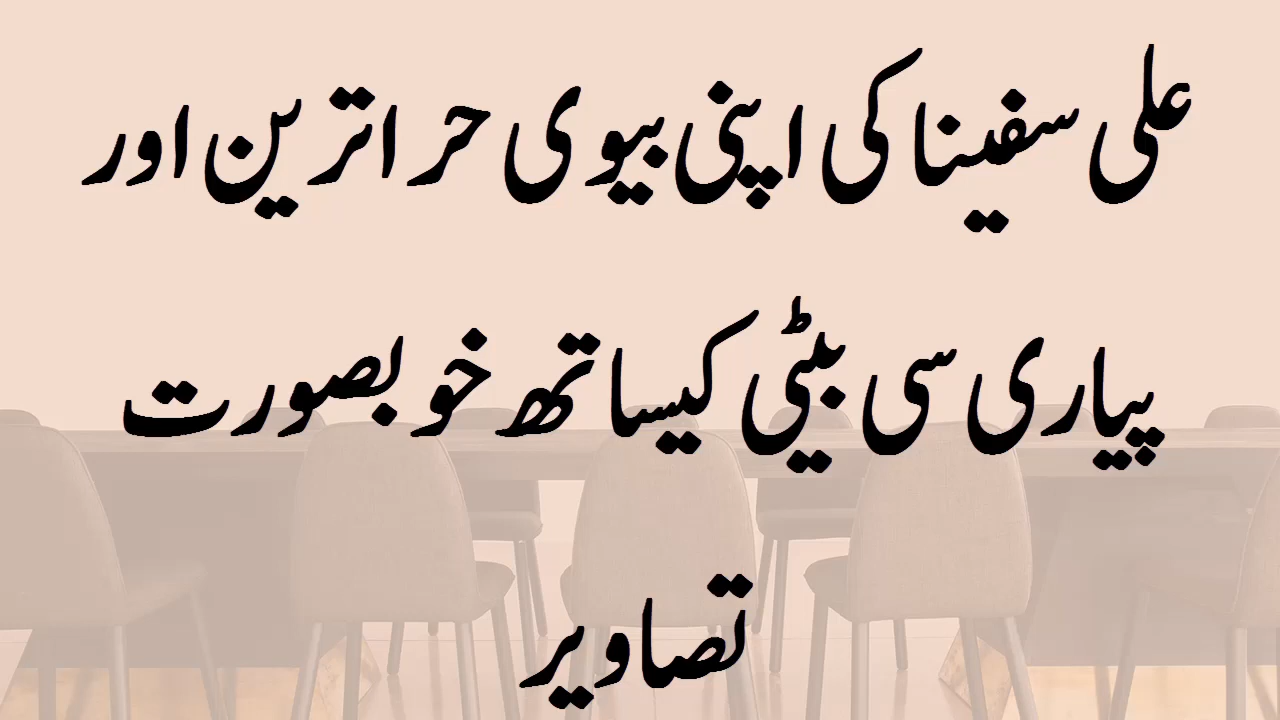 علی سفینا کی اپنی بیوی حرا ترین اور
پیاری سی بیٹی کیساتھ خوبصورت
تصاویر